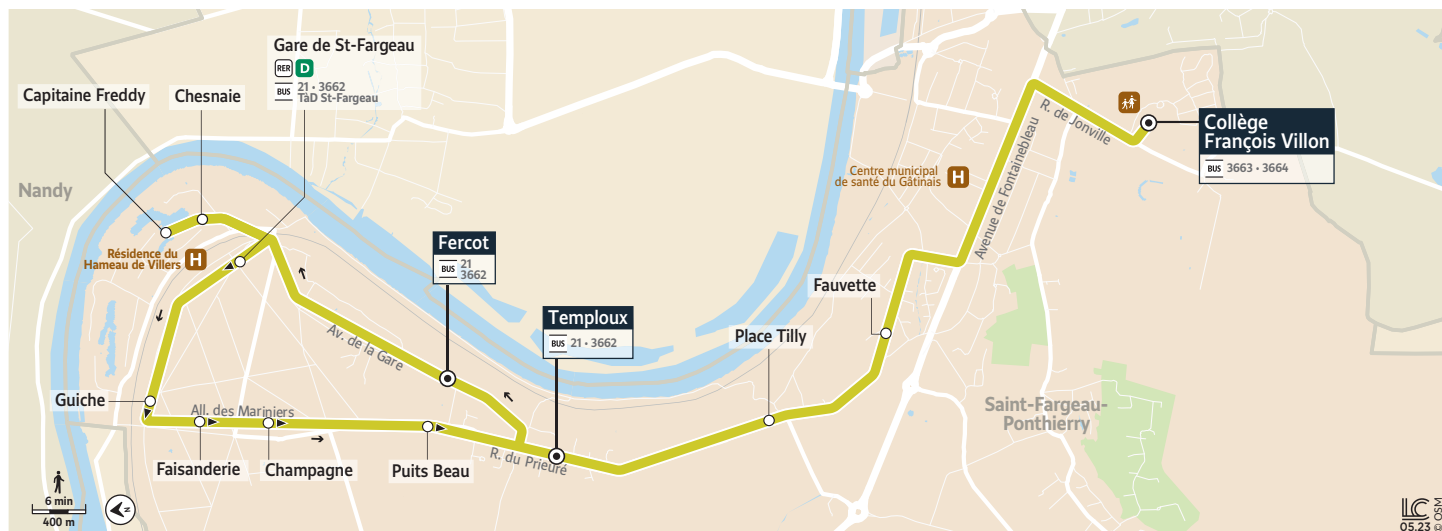 Gare de St-Fargeau
RER D
BUS 21 • 3662
TàD St-Fargeau
Capitaine Freddy
Chesnaie
Nandy
Résidence du
Hameau de Villers
H
Fercot
BUS 21
3662
Av. de la Gare
Temploux
BUS 21 • 3662
Guiche
All. des Mariniers
Faisanderie
Champagne
Puits Beau
R. du Prieuré
Place Tilly
Fauvette
Centre municipal
de santé du Gâtinais
H
Avenue de Fontainebleau
R. de Jonville
Collège
François Villon
BUS 3663 • 3664
Saint-Fargeau-
Ponthierry
6 min
400 m
N
LC
05.23
© OSM